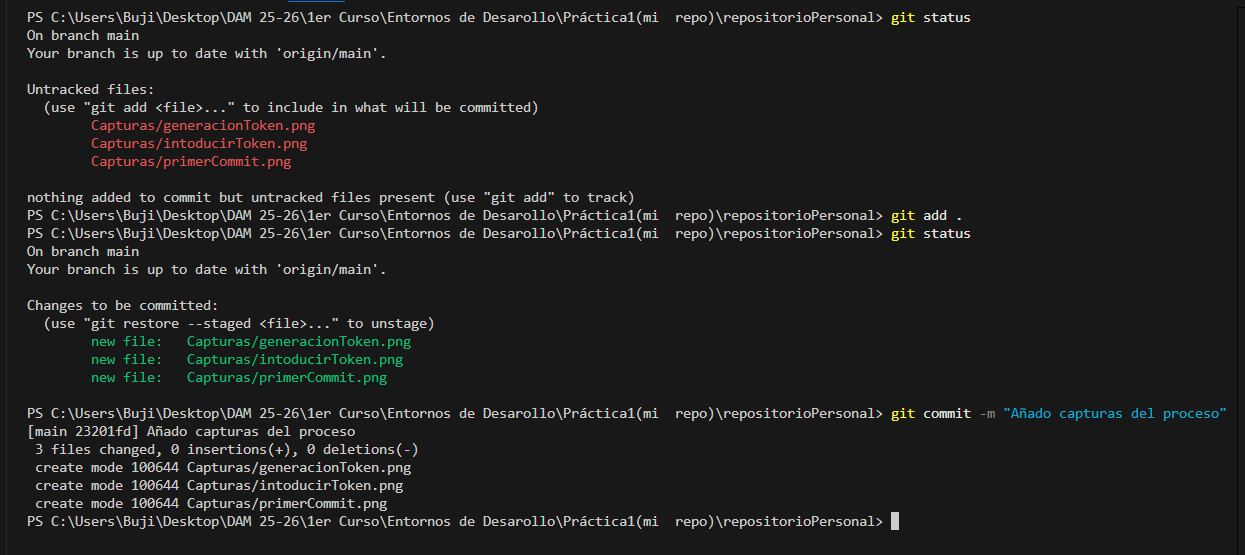 PS C:\Users\Buji\Desktop\DAM 25-26\1er Curso\Entornos de Desarollo\Práctica1(mi  repo)\repositorioPersonal> git status
On branch main
Your branch is up to date with 'origin/main'.

Untracked files:
  (use "git add <file>..." to include in what will be committed)
        Capturas/generacionToken.png
        Capturas/intoducirToken.png
        Capturas/primerCommit.png

nothing added to commit but untracked files present (use "git add" to track)
PS C:\Users\Buji\Desktop\DAM 25-26\1er Curso\Entornos de Desarollo\Práctica1(mi  repo)\repositorioPersonal> git add .
PS C:\Users\Buji\Desktop\DAM 25-26\1er Curso\Entornos de Desarollo\Práctica1(mi  repo)\repositorioPersonal> git status
On branch main
Your branch is up to date with 'origin/main'.

Changes to be committed:
  (use "git restore --staged <file>..." to unstage)
        new file:   Capturas/generacionToken.png
        new file:   Capturas/intoducirToken.png
        new file:   Capturas/primerCommit.png

PS C:\Users\Buji\Desktop\DAM 25-26\1er Curso\Entornos de Desarollo\Práctica1(mi  repo)\repositorioPersonal> git commit -m "Añado capturas del proceso"
[main 23201fd] Añado capturas del proceso
 3 files changed, 0 insertions(+), 0 deletions(-)
 create mode 100644 Capturas/generacionToken.png
 create mode 100644 Capturas/intoducirToken.png
 create mode 100644 Capturas/primerCommit.png
PS C:\Users\Buji\Desktop\DAM 25-26\1er Curso\Entornos de Desarollo\Práctica1(mi  repo)\repositorioPersonal>